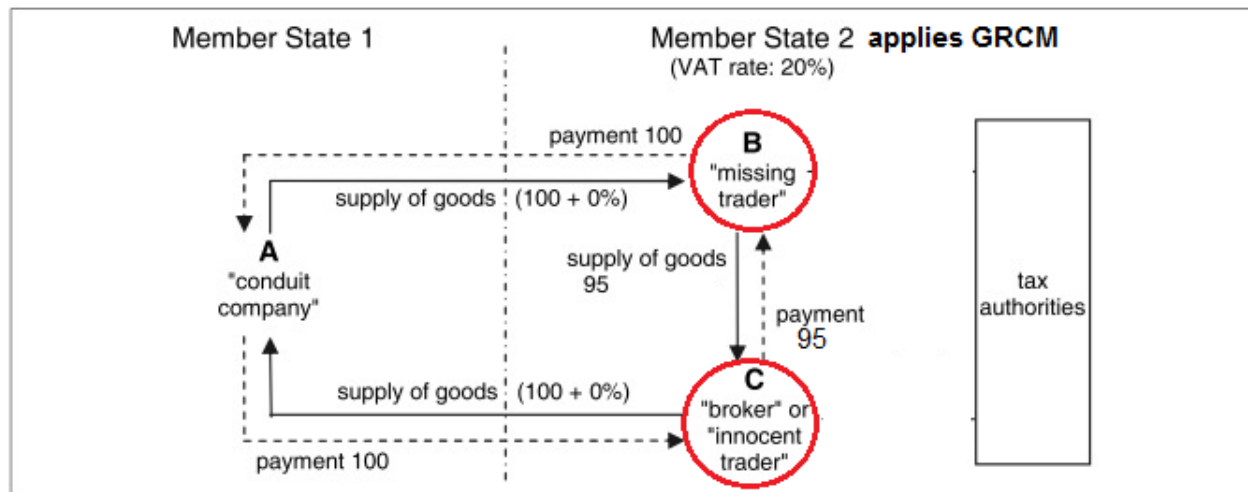 Member State 1
Member State 2 applies GRCM
(VAT rate: 20%)
payment 100
B
"missing
trader"
supply of goods (100 + 0%)
A
"conduit
company"
supply of goods
95
payment
95
tax
authorities
supply of goods (100 + 0%)
C
"broker" or
"innocent
trader"
payment 100